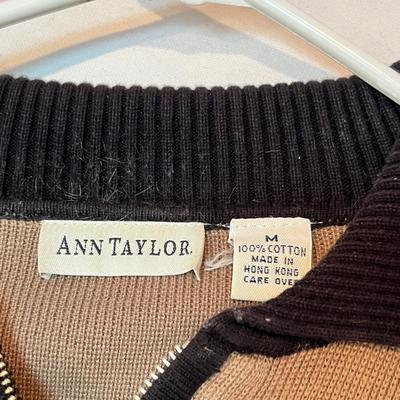 ANN TAYLOR
M
100% COTTON
MADE IN
HONG KONG
CARE OVER